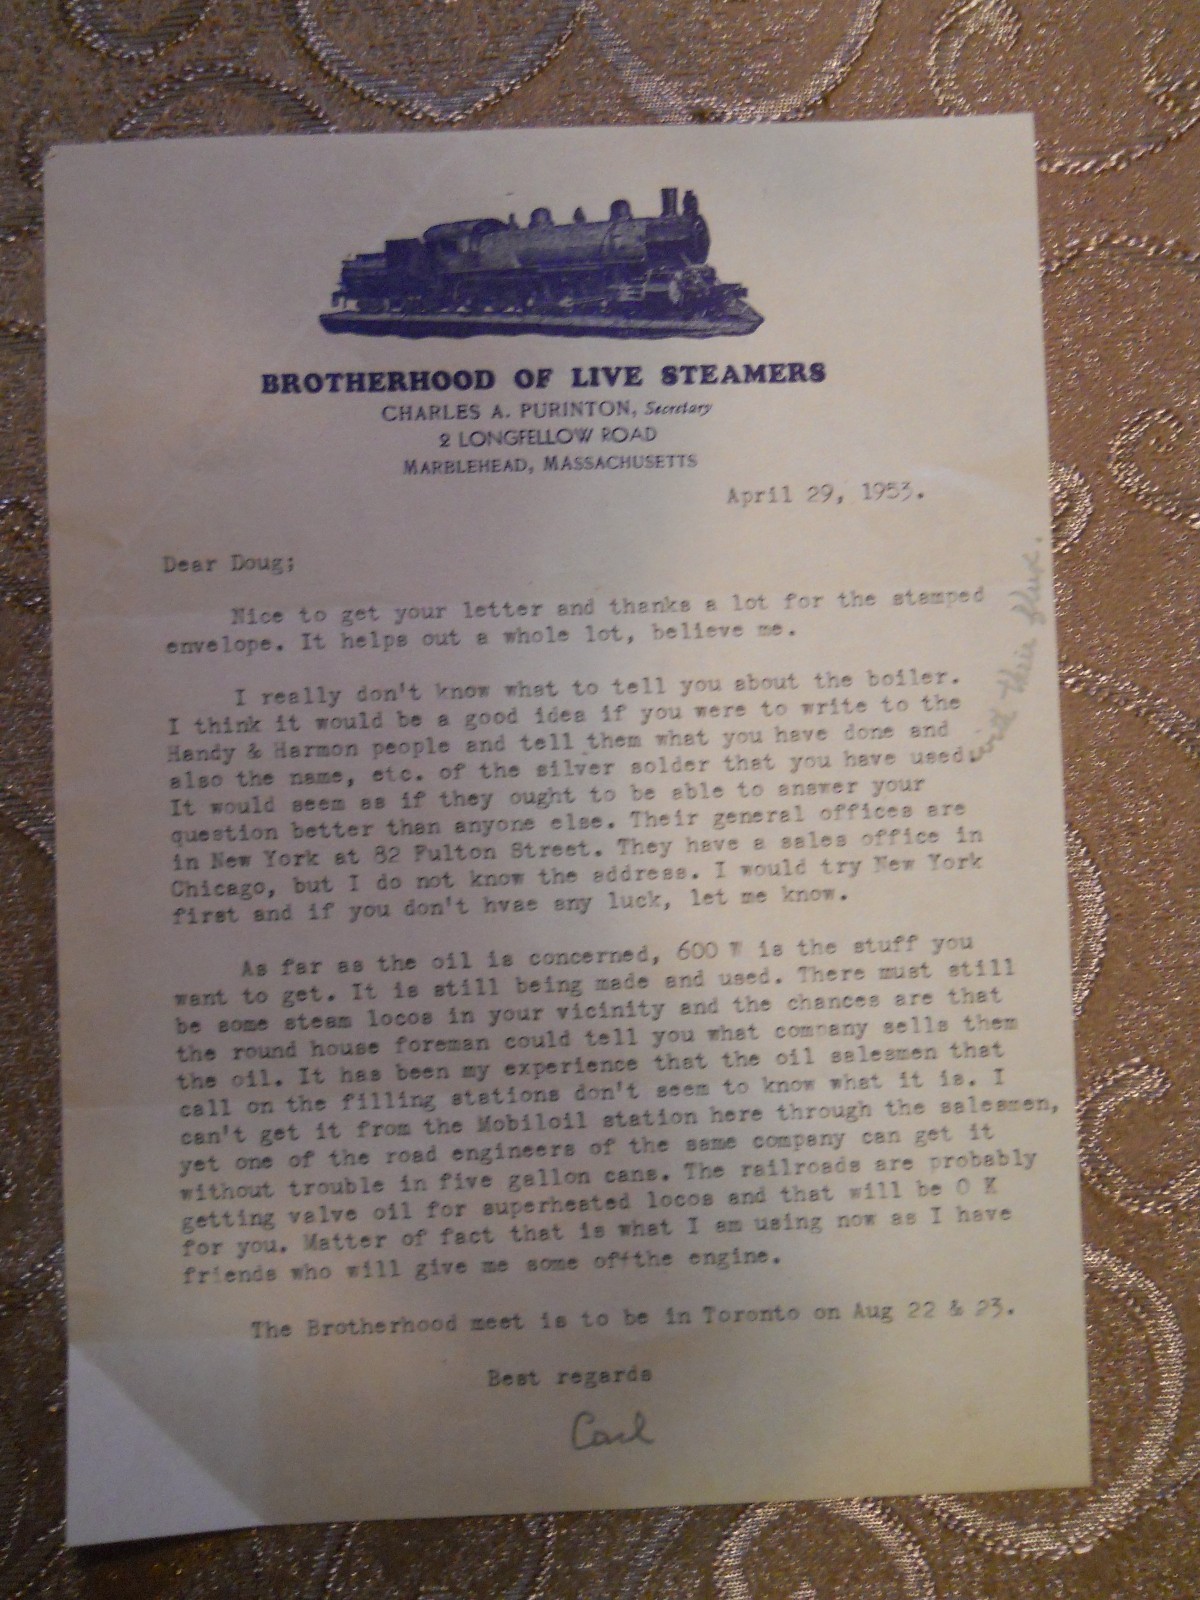 BROTHERHOOD OF LIVE STEAMERS
CHARLES A. PURINTON, Secretary
2 LONGFELLOW ROAD
MARBLEHEAD, MASSACHUSETTS
April 29, 1953.
Dear Doug;
Nice to get your letter and thanks a lot for the stamped
envelope. It helps out a whole lot, believe me.
I really don't know what to tell you about the boiler.
I think it would be a good idea if you were to write to the
Handy & Harmon people and tell them what you have done and
also the name, etc. of the silver solder that you have used
and their flux.
It would seem as if they ought to be able to answer your
question better than anyone else. Their general offices are
in New York at 82 Fulton Street. They have a sales office in
Chicago, but I do not know the address. I would try New York
first and if you don't hvae any luck, let me know.
As far as the oil is concerned, 600 W is the stuff you
want to get. It is still being made and used. There must still
be some steam locos in your vicinity and the chances are that
the round house foreman could tell you what company sells them
the oil. It has been my experience that the oil salesmen that
call on the filling stations don't seem to know what it is. I
can't get it from the Mobiloil station here through the salesmen,
yet one of the road engineers of the same company can get it
without trouble in five gallon cans. The railroads are probably
getting valve oil for superheated locos and that will be O K
for you. Matter of fact that is what I am using now as I have
friends who will give me some off the engine.
The Brotherhood meet is to be in Toronto on Aug 22 & 23.
Best regards
Carl